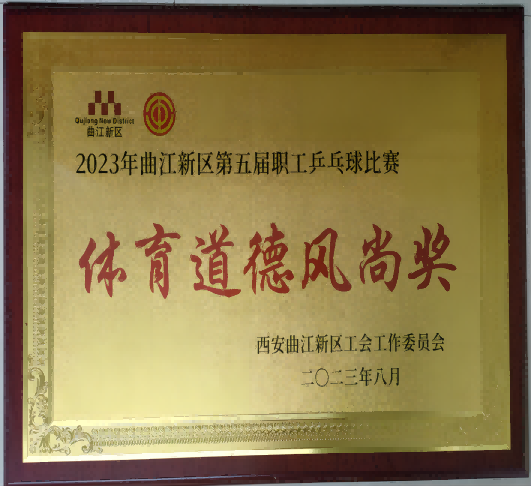 Qujiang New District
曲江新区
2023年曲江新区第五届职工乒乓球比赛
体育道德风尚奖
西安曲江新区工会工作委员会
二〇二三年八月